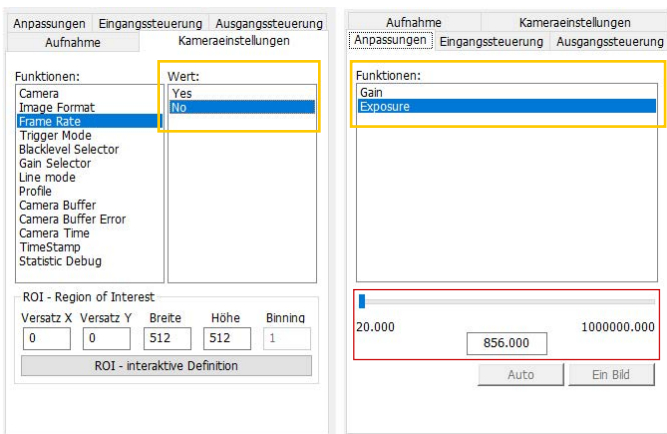 Anpassungen Eingangssteuerung Ausgangssteuerung
Aufnahme Kameraeinstellungen
Funktionen: Wert:
Camera Yes
Image Format No
Frame Rate
Trigger Mode
Blacklevel Selector
Gain Selector
Line mode
Profile
Camera Buffer
Camera Buffer Error
Camera Time
TimeStamp
Statistic Debug
ROI - Region of Interest
Versatz X Versatz Y Breite Höhe Binning
0 0 512 512 1
ROI - interaktive Definition
Aufnahme Kameraeinstellungen
Anpassungen Eingangssteuerung Ausgangssteuerung
Funktionen:
Gain
Exposure
20.000 1000000.000
856.000
Auto Ein Bild